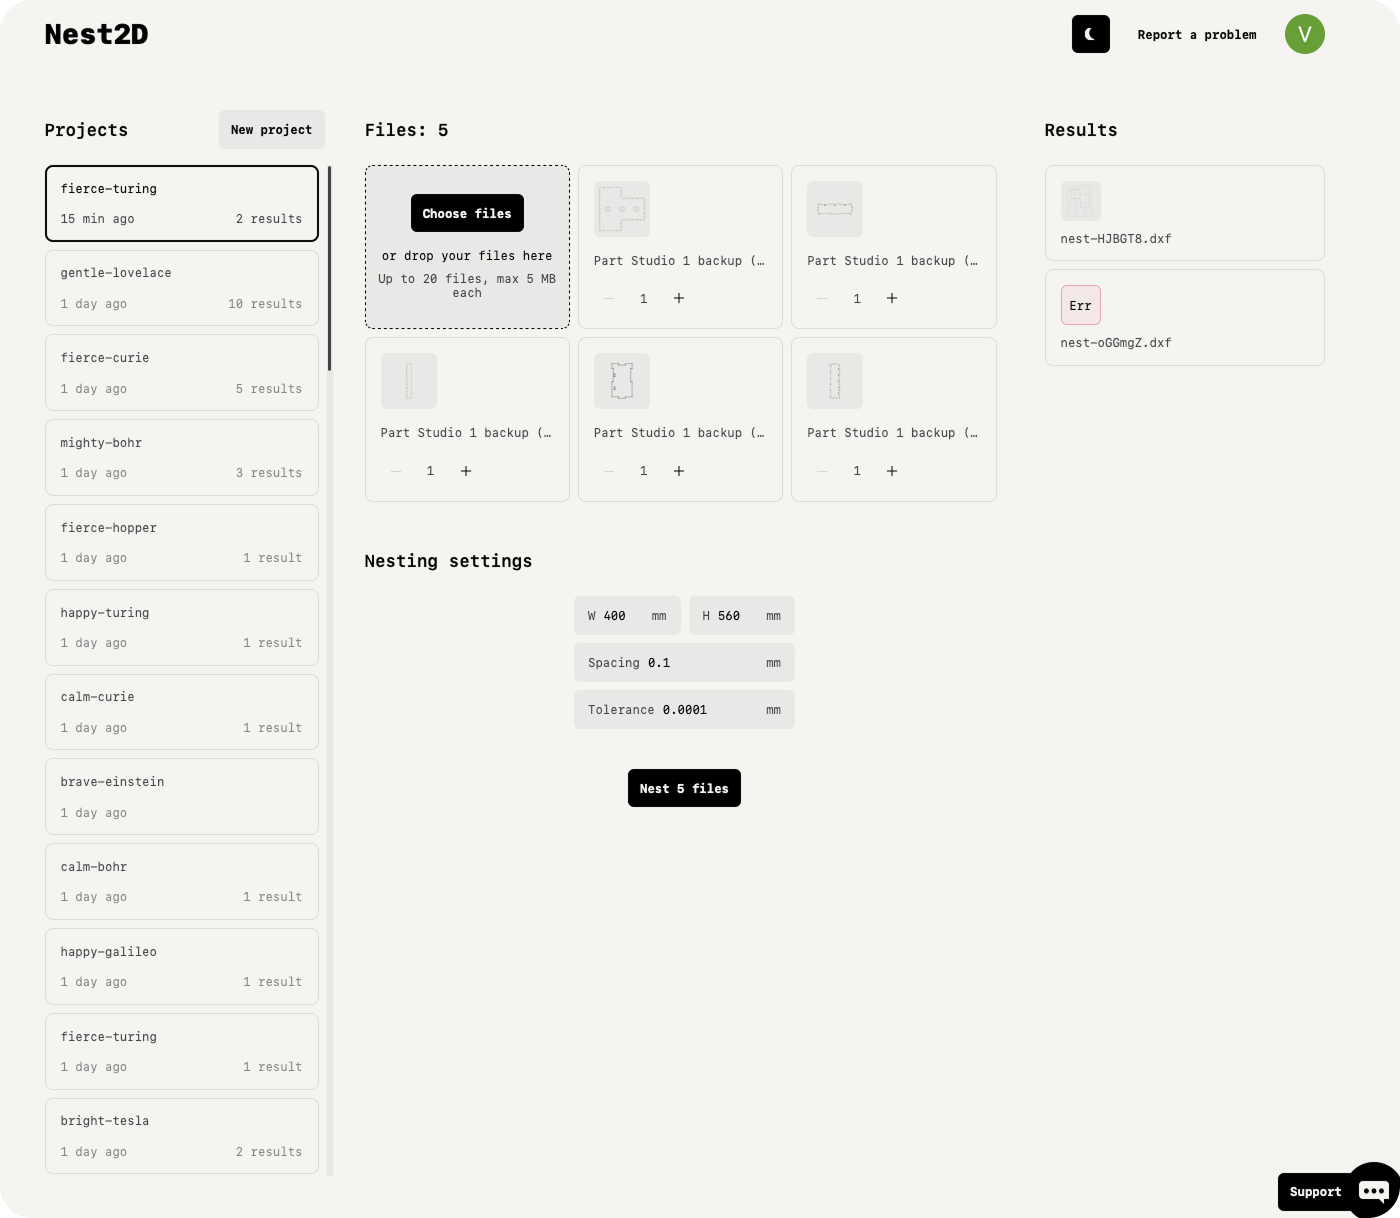 Nest2D
Report a problem
V
Projects
New project
fierce-turing
15 min ago
2 results
gentle-lovelace
1 day ago
10 results
fierce-curie
1 day ago
5 results
mighty-bohr
1 day ago
3 results
fierce-hopper
1 day ago
1 result
happy-turing
1 day ago
1 result
calm-curie
1 day ago
1 result
brave-einstein
1 day ago
calm-bohr
1 day ago
1 result
happy-galileo
1 day ago
1 result
fierce-turing
1 day ago
1 result
bright-tesla
1 day ago
2 results
Files: 5
Choose files
or drop your files here
Up to 20 files, max 5 MB
each
Part Studio 1 backup (…
1
Part Studio 1 backup (…
1
Part Studio 1 backup (…
1
Part Studio 1 backup (…
1
Part Studio 1 backup (…
1
Nesting settings
W 400 mm
H 560 mm
Spacing 0.1 mm
Tolerance 0.0001 mm
Nest 5 files
Results
nest-HJBGT8.dxf
Err
nest-oGGmgZ.dxf
Support